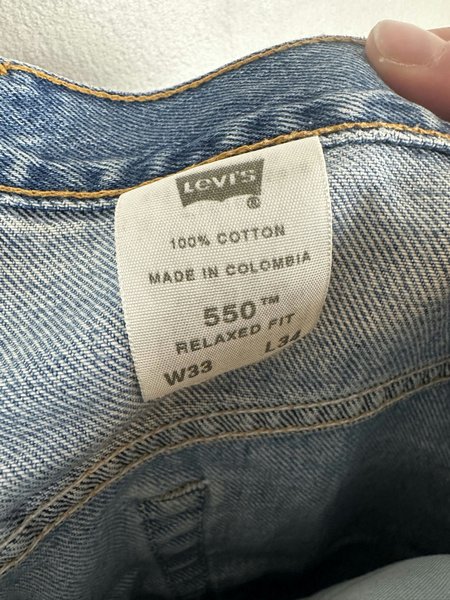 Levi's
®
100% COTTON
MADE IN COLOMBIA
550™
RELAXED FIT
W33 L34